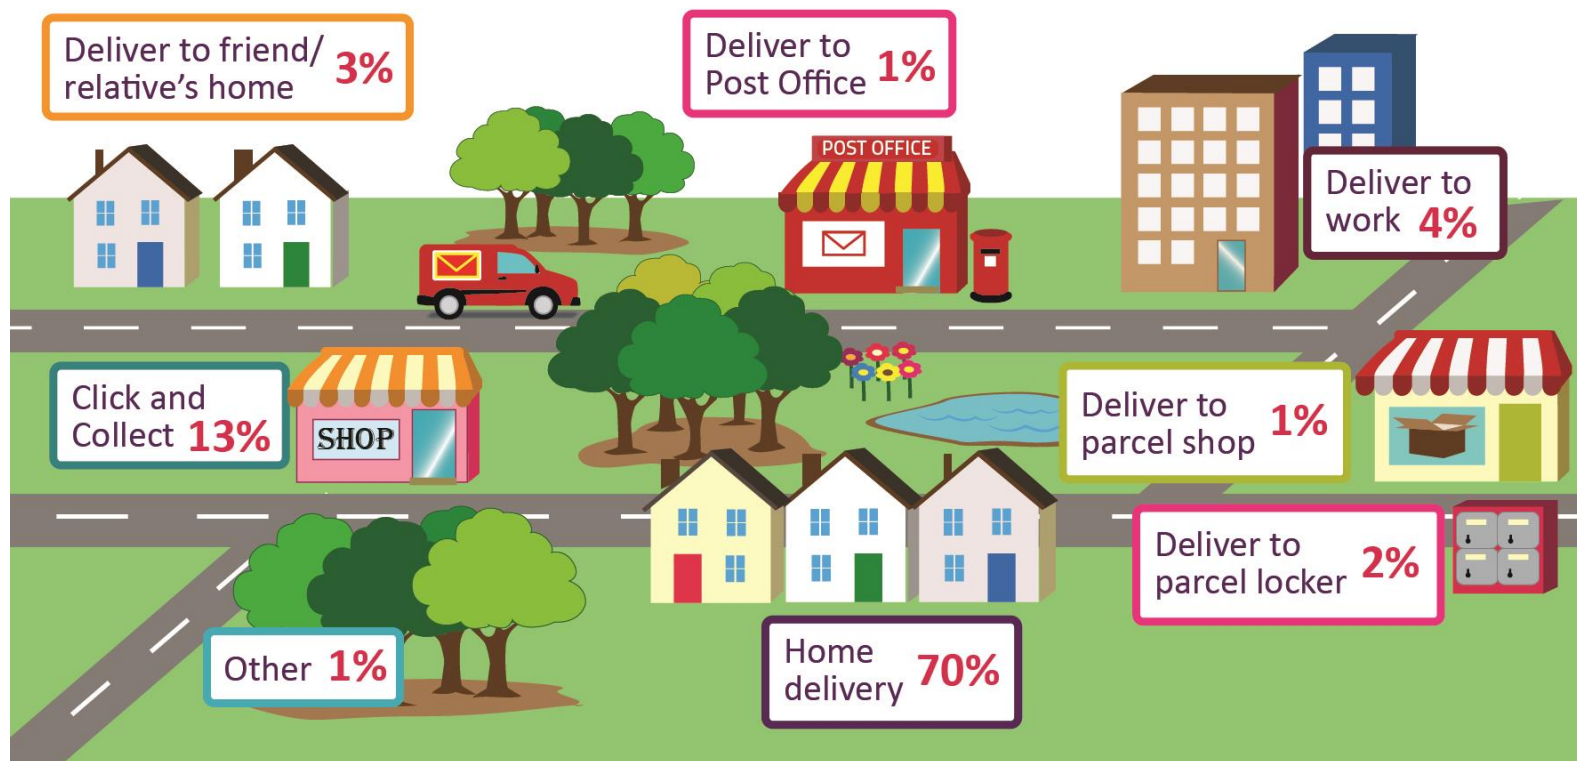 Deliver to friend/
relative's home 3%
Deliver to
Post Office 1%
POST OFFICE
Deliver to
work 4%
Click and
Collect 13%
SHOP
Deliver to
parcel shop 1%
Deliver to
parcel locker 2%
Other 1%
Home
delivery 70%